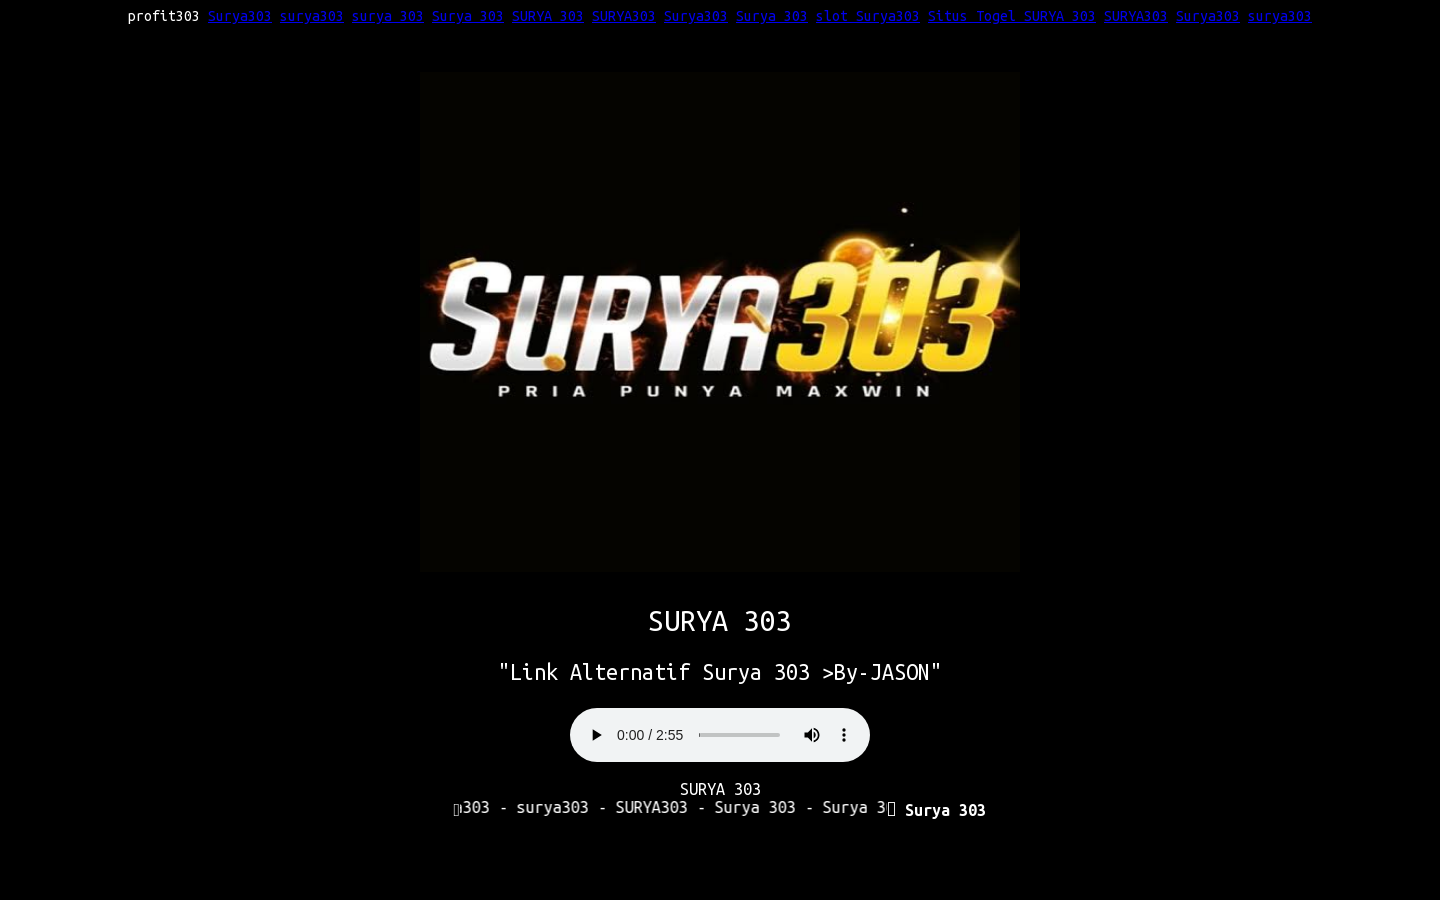 profit303 Surya303 surya303 surya 303 Surya 303 SURYA 303 SURYA303 Surya303 Surya 303 slot Surya303 Situs Togel SURYA 303 SURYA303 Surya303 surya303
SURYA303
PRIA PUNYA MAXWIN
SURYA 303
"Link Alternatif Surya 303 >By-JASON"
0:00 / 2:55
SURYA 303
303 - surya303 - SURYA303 - Surya 303 - Surya 3 Surya 303